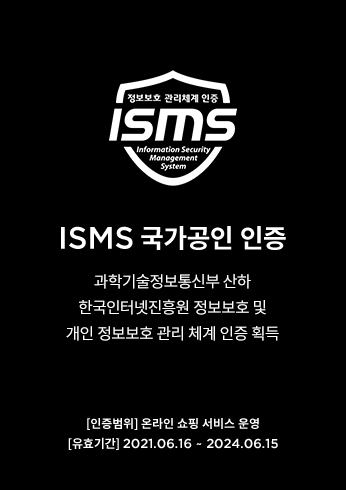 정보보호 관리체계 인증
ISMS
Information Security
Management
System
ISMS 국가공인 인증
과학기술정보통신부 산하
한국인터넷진흥원 정보보호 및
개인 정보보호 관리 체계 인증 획득
[인증범위] 온라인 쇼핑 서비스 운영
[유효기간] 2021.06.16 ~ 2024.06.15